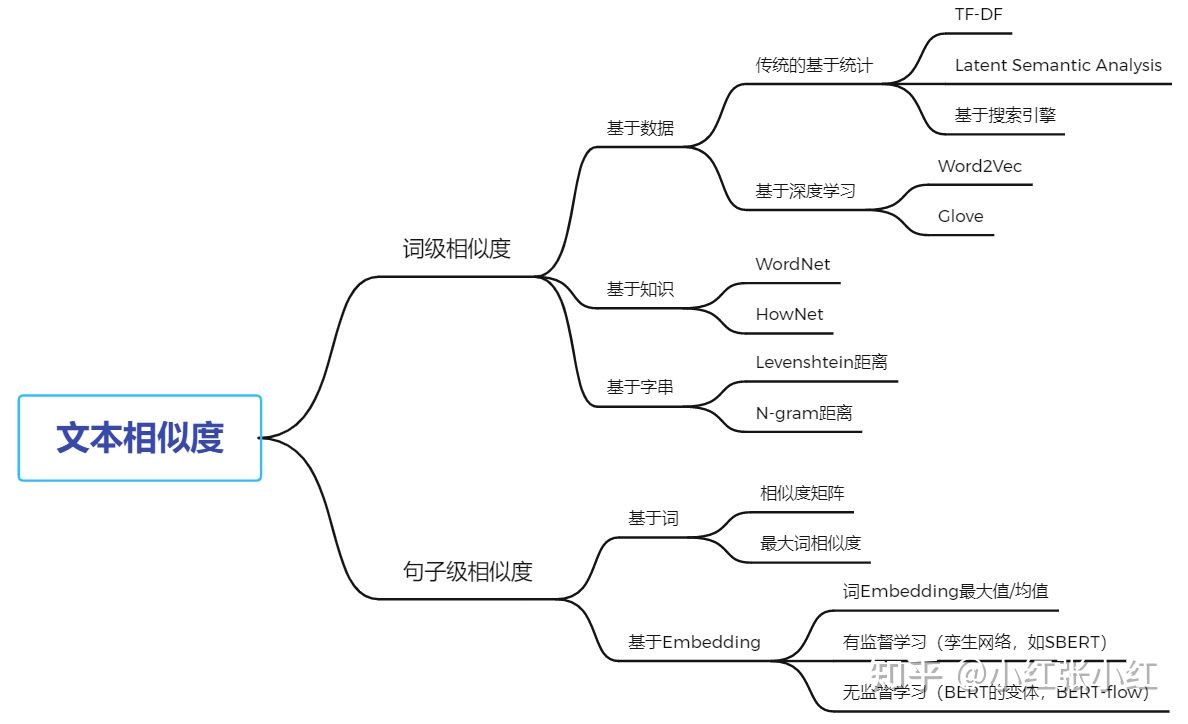 文本相似度
词级相似度
基于数据
传统的基于统计
TF-DF
Latent Semantic Analysis
基于搜索引擎
基于深度学习
Word2Vec
Glove
基于知识
WordNet
HowNet
基于字串
Levenshtein距离
N-gram距离
句子级相似度
基于词
相似度矩阵
最大词相似度
基于Embedding
词Embedding最大值/均值
有监督学习（孪生网络，如SBERT）
无监督学习（BERT的变体，BERT-flow）
知乎 @小红张小红